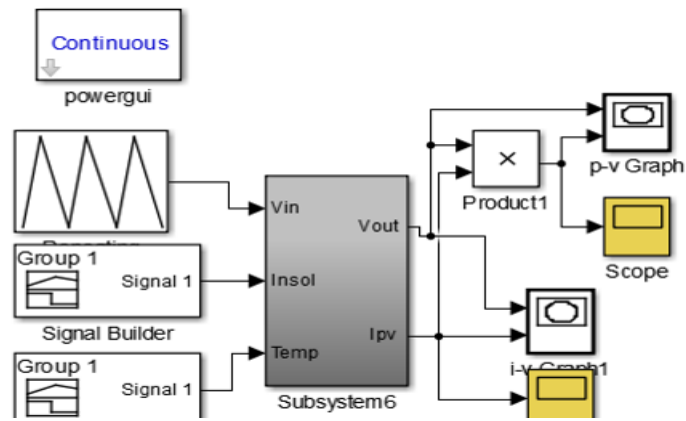 Continuous
powergui
Vin
Group 1
Signal 1
Signal Builder
Group 1
Signal 1
Insol
Temp
Vout
Ipv
Subsystem6
×
Product1
p-v Graph
Scope
i-v Graph1